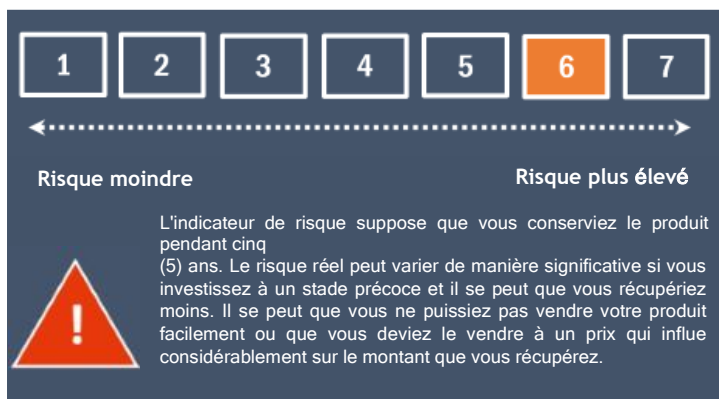 1 2 3 4 5 6 7
Risque moindre Risque plus élevé
L'indicateur de risque suppose que vous conserviez le produit
pendant cinq
(5) ans. Le risque réel peut varier de manière significative si vous
investissez à un stade précoce et il se peut que vous récupériez
moins. Il se peut que vous ne puissiez pas vendre votre produit
facilement ou que vous deviez le vendre à un prix qui influe
considérablement sur le montant que vous récupérez.
!